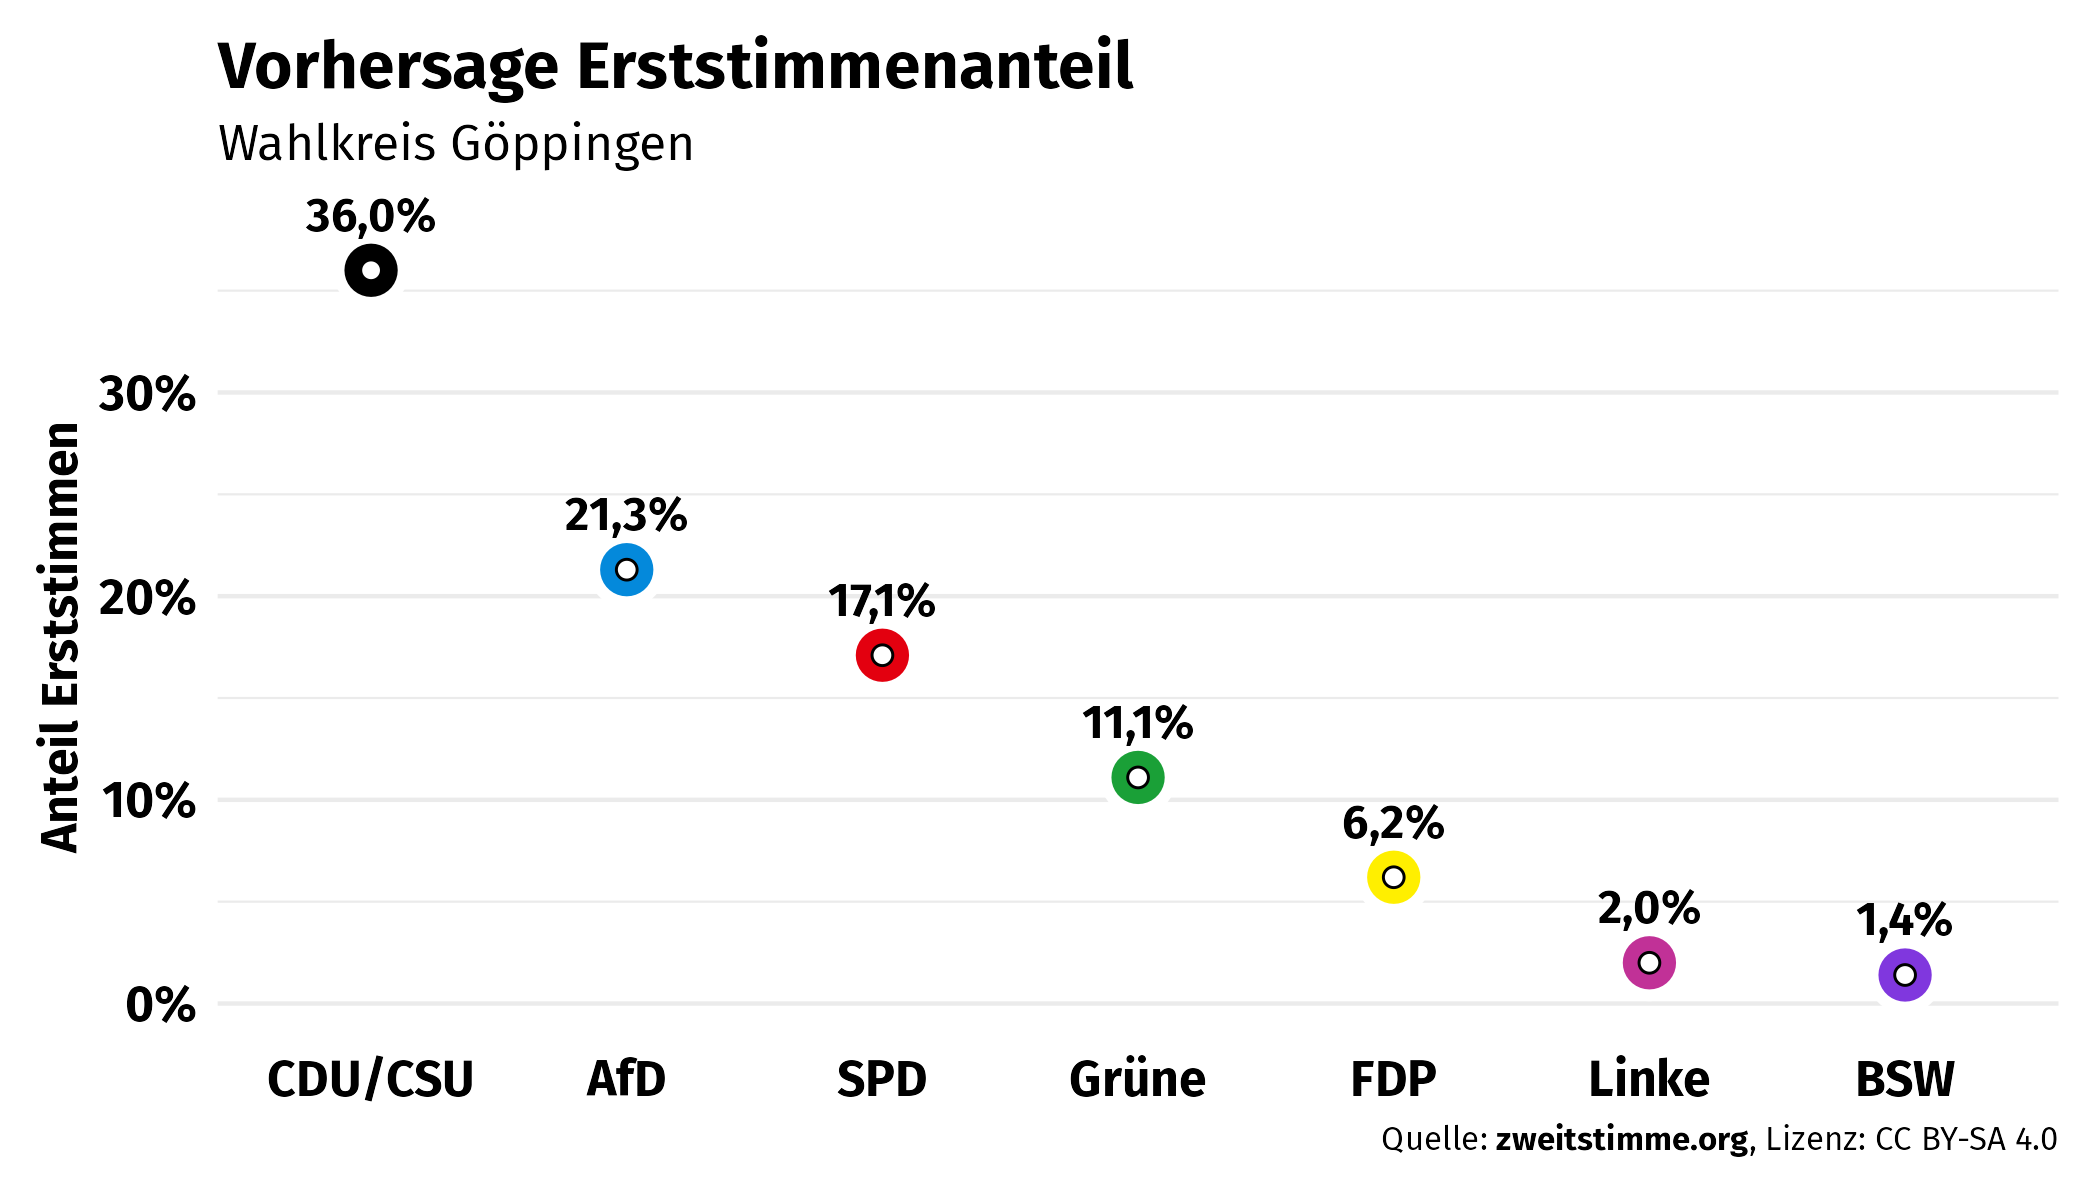 Vorhersage Erststimmenanteil
Wahlkreis Göppingen
36,0%
30%
21,3%
20%
17,1%
11,1%
10%
6,2%
2,0%
1,4%
0%
Anteil Erststimmen
CDU/CSU AfD SPD Grüne FDP Linke BSW
Quelle: zweitstimme.org, Lizenz: CC BY-SA 4.0